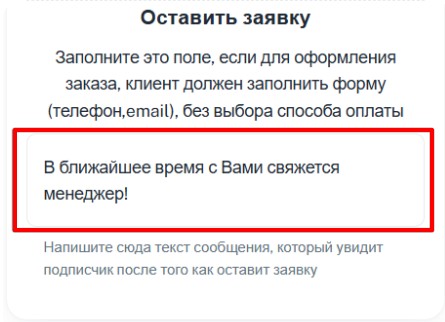 Оставить заявку
Заполните это поле, если для оформления
заказа, клиент должен заполнить форму
(телефон,email), без выбора способа оплаты
В ближайшее время с Вами свяжется
менеджер!
Напишите сюда текст сообщения, который увидит
подписчик после того как оставит заявку